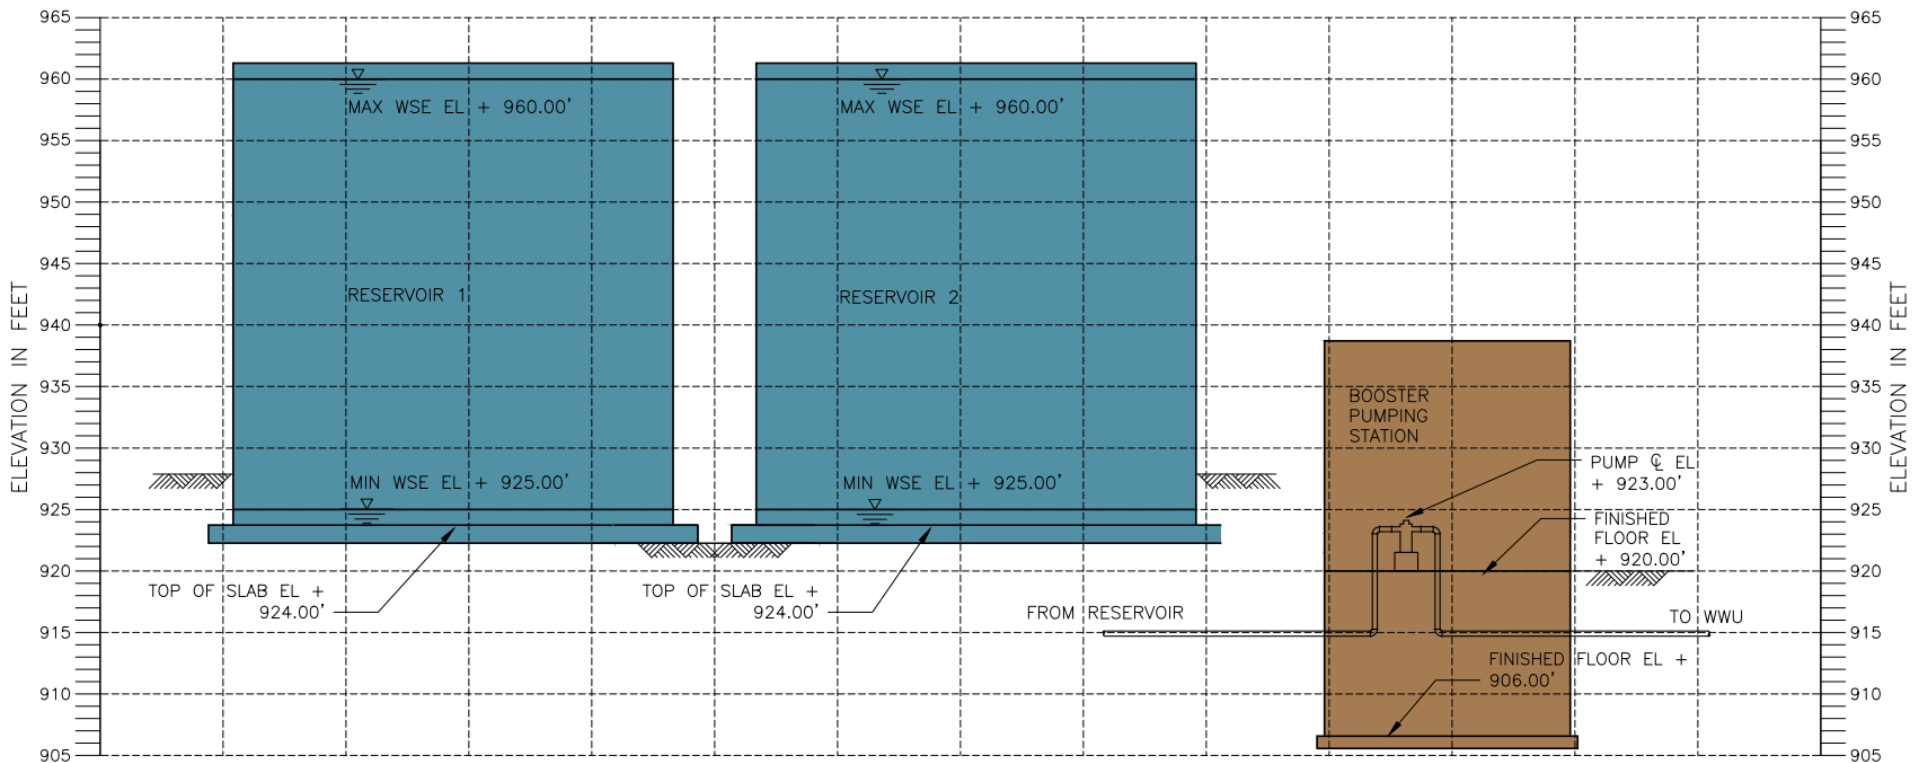 965
960
955
950
945
940
935
930
925
920
915
910
905
ELEVATION IN FEET
MAX WSE EL + 960.00'
RESERVOIR 1
MIN WSE EL + 925.00'
TOP OF SLAB EL +
924.00'
MAX WSE EL + 960.00'
RESERVOIR 2
MIN WSE EL + 925.00'
TOP OF SLAB EL +
924.00'
BOOSTER
PUMPING
STATION
PUMP ℄ EL
+ 923.00'
FINISHED
FLOOR EL
+ 920.00'
FROM RESERVOIR
TO WWU
FINISHED FLOOR EL +
906.00'
965
960
955
950
945
940
935
930
925
920
915
910
905
ELEVATION IN FEET